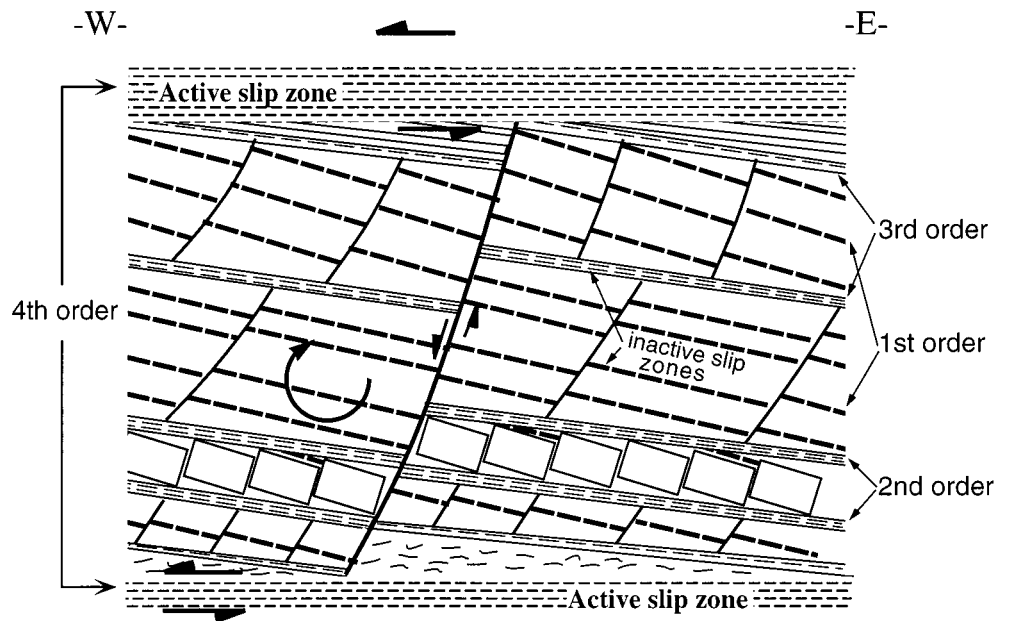 -W-
-E-
Active slip zone
3rd order
4th order
1st order
inactive slip
zones
2nd order
Active slip zone